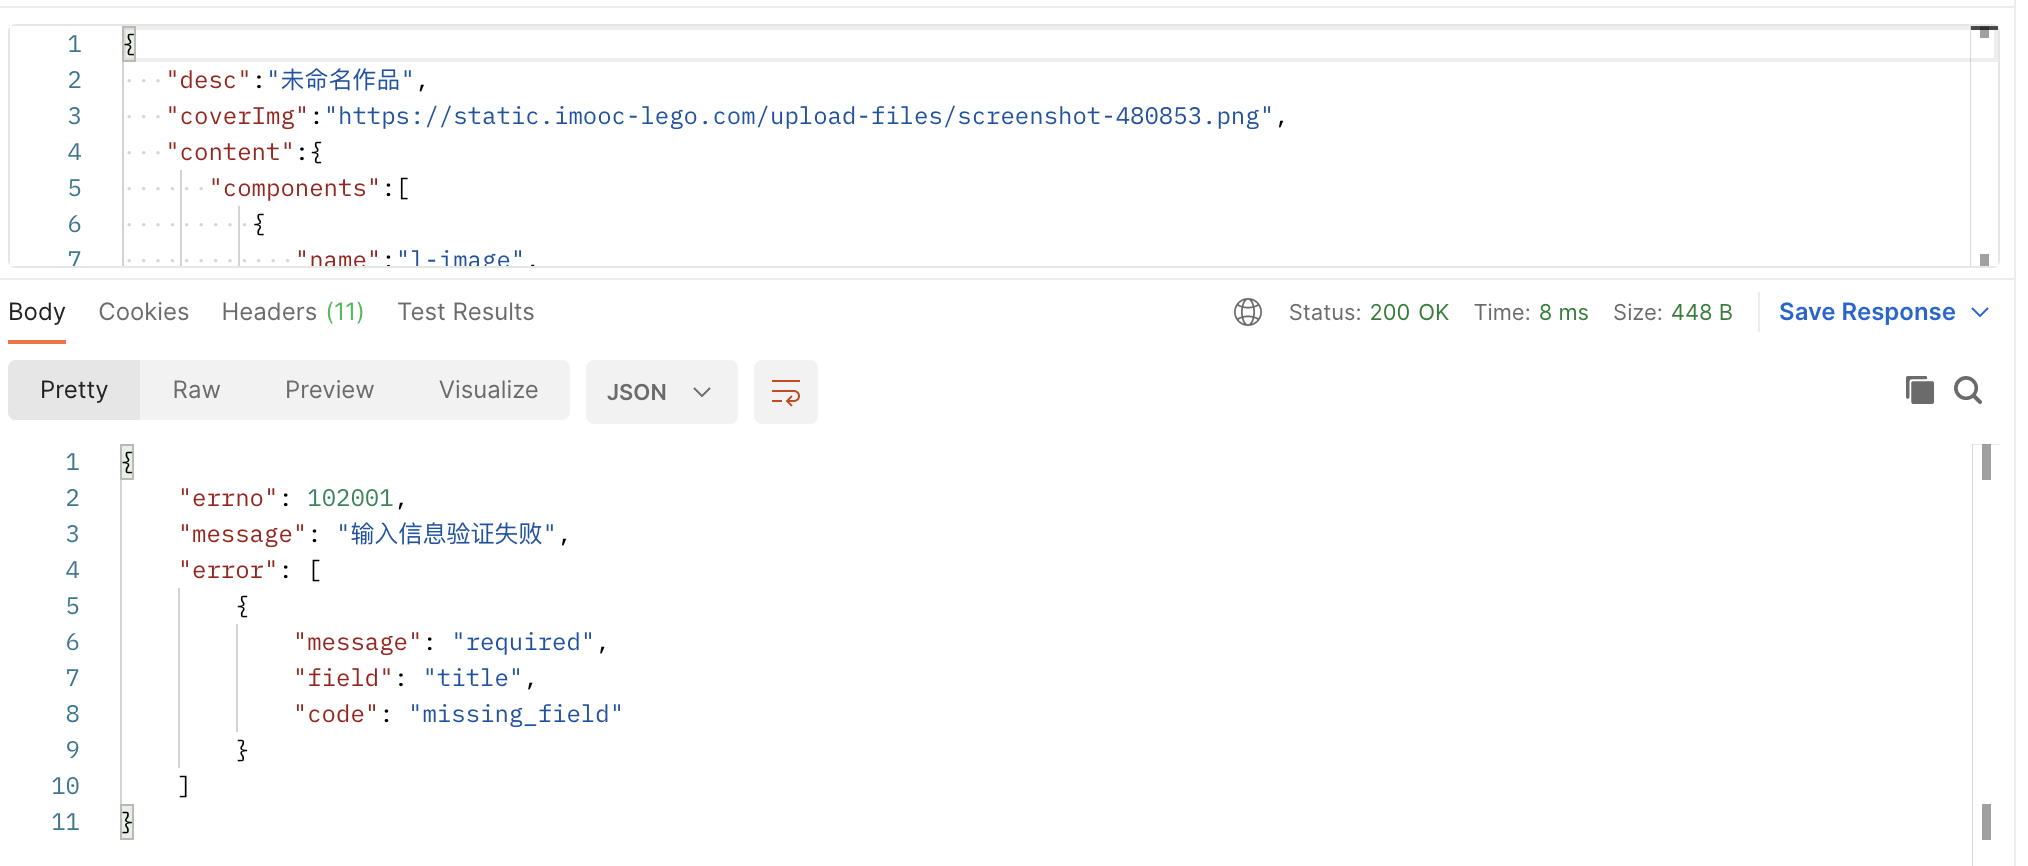 1 {
2 "desc":"未命名作品",
3 "coverImg":"https://static.imooc-lego.com/upload-files/screenshot-480853.png",
4 "content":{
5 "components":[
6 {
7 "name":"l-image",
Body Cookies Headers (11) Test Results Status: 200 OK Time: 8 ms Size: 448 B Save Response
Pretty Raw Preview Visualize JSON
1 {
2 "errno": 102001,
3 "message": "输入信息验证失败",
4 "error": [
5 {
6 "message": "required",
7 "field": "title",
8 "code": "missing_field"
9 }
10 ]
11 }